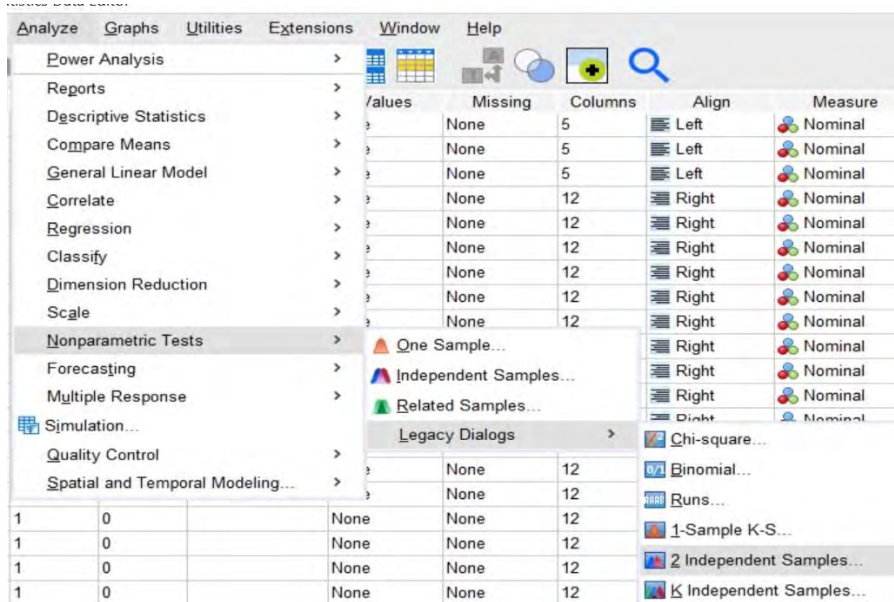 Analyze Graphs Utilities Extensions Window Help
Power Analysis >
Reports >
Descriptive Statistics >
Compare Means >
General Linear Model >
Correlate >
Regression >
Classify >
Dimension Reduction >
Scale >
Nonparametric Tests >
Forecasting >
Multiple Response >
Simulation...
Quality Control >
Spatial and Temporal Modeling... >
One Sample...
Independent Samples...
Related Samples...
Legacy Dialogs >
Chi-square...
Binomial...
Runs...
1-Sample K-S...
2 Independent Samples...
K Independent Samples...
Values Missing Columns Align Measure
None 5 Left Nominal
None 5 Left Nominal
None 5 Left Nominal
None 12 Right Nominal
None 12 Right Nominal
None 12 Right Nominal
None 12 Right Nominal
None 12 Right Nominal
None 12 Right Nominal
Right Nominal
Right Nominal
Right Nominal
Right Nominal
None 12
None 12
1 0 None None 12
1 0 None None 12
1 0 None None 12
1 0 None None 12